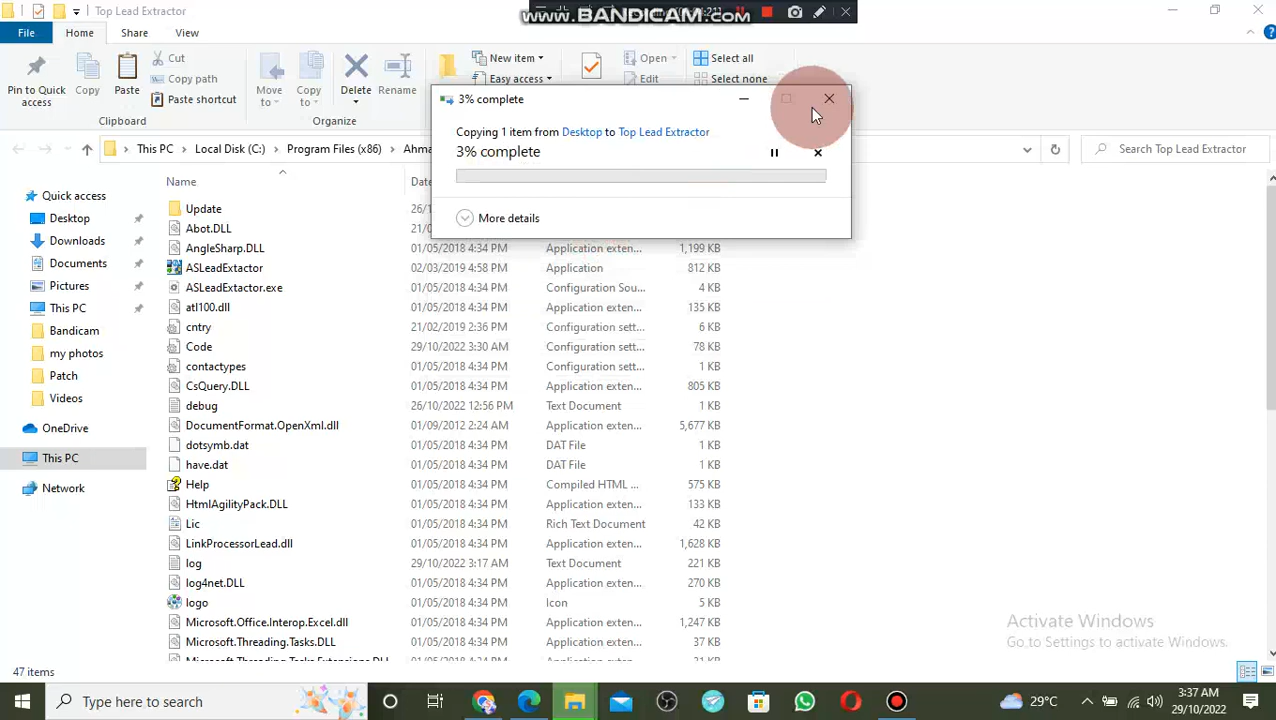 Top Lead Extractor
www.BANDICAM.com
File
Home
Share
View
Pin to Quick access
Copy
Paste
Cut
Copy path
Paste shortcut
Clipboard
Move to
Copy to
Delete
Rename
Organize
New item
Easy access
Open
Edit
Select all
Select none
3% complete
Copying 1 item from Desktop to Top Lead Extractor
3% complete
More details
This PC
Local Disk (C:)
Program Files (x86)
Search Top Lead Extractor
Name
Quick access
Desktop
Downloads
Documents
Pictures
This PC
Bandicam
my photos
Patch
Videos
OneDrive
This PC
Network
Update
Abot.DLL
AngleSharp.DLL 01/05/2018 4:34 PM Application exten... 1,199 KB
ASLeadExtactor 02/03/2019 4:58 PM Application 812 KB
ASLeadExtactor.exe 01/05/2018 4:34 PM Configuration Sou... 4 KB
atl100.dll 01/05/2018 4:34 PM Application exten... 135 KB
cntry 21/02/2019 2:36 PM Configuration sett... 6 KB
Code 29/10/2022 3:30 AM Configuration sett... 78 KB
contactypes 01/05/2018 4:34 PM Configuration sett... 1 KB
CsQuery.DLL 01/05/2018 4:34 PM Application exten... 805 KB
debug 26/10/2022 12:56 PM Text Document 1 KB
DocumentFormat.OpenXml.dll 01/09/2012 2:24 AM Application exten... 5,677 KB
dotsymb.dat 01/05/2018 4:34 PM DAT File 1 KB
have.dat 01/05/2018 4:34 PM DAT File 1 KB
Help 01/05/2018 4:34 PM Compiled HTML ... 575 KB
HtmlAgilityPack.DLL 01/05/2018 4:34 PM Application exten... 133 KB
Lic 01/05/2018 4:34 PM Rich Text Document 42 KB
LinkProcessorLead.dll 01/05/2018 4:34 PM Application exten... 1,628 KB
log 29/10/2022 3:17 AM Text Document 221 KB
log4net.DLL 01/05/2018 4:34 PM Application exten... 270 KB
logo 01/05/2018 4:34 PM Icon 5 KB
Microsoft.Office.Interop.Excel.dll 01/05/2018 4:34 PM Application exten... 1,247 KB
Microsoft.Threading.Tasks.DLL 01/05/2018 4:34 PM Application exten... 37 KB
Activate Windows
Go to Settings to activate Windows.
47 items
Type here to search
29°C
3:37 AM
29/10/2022